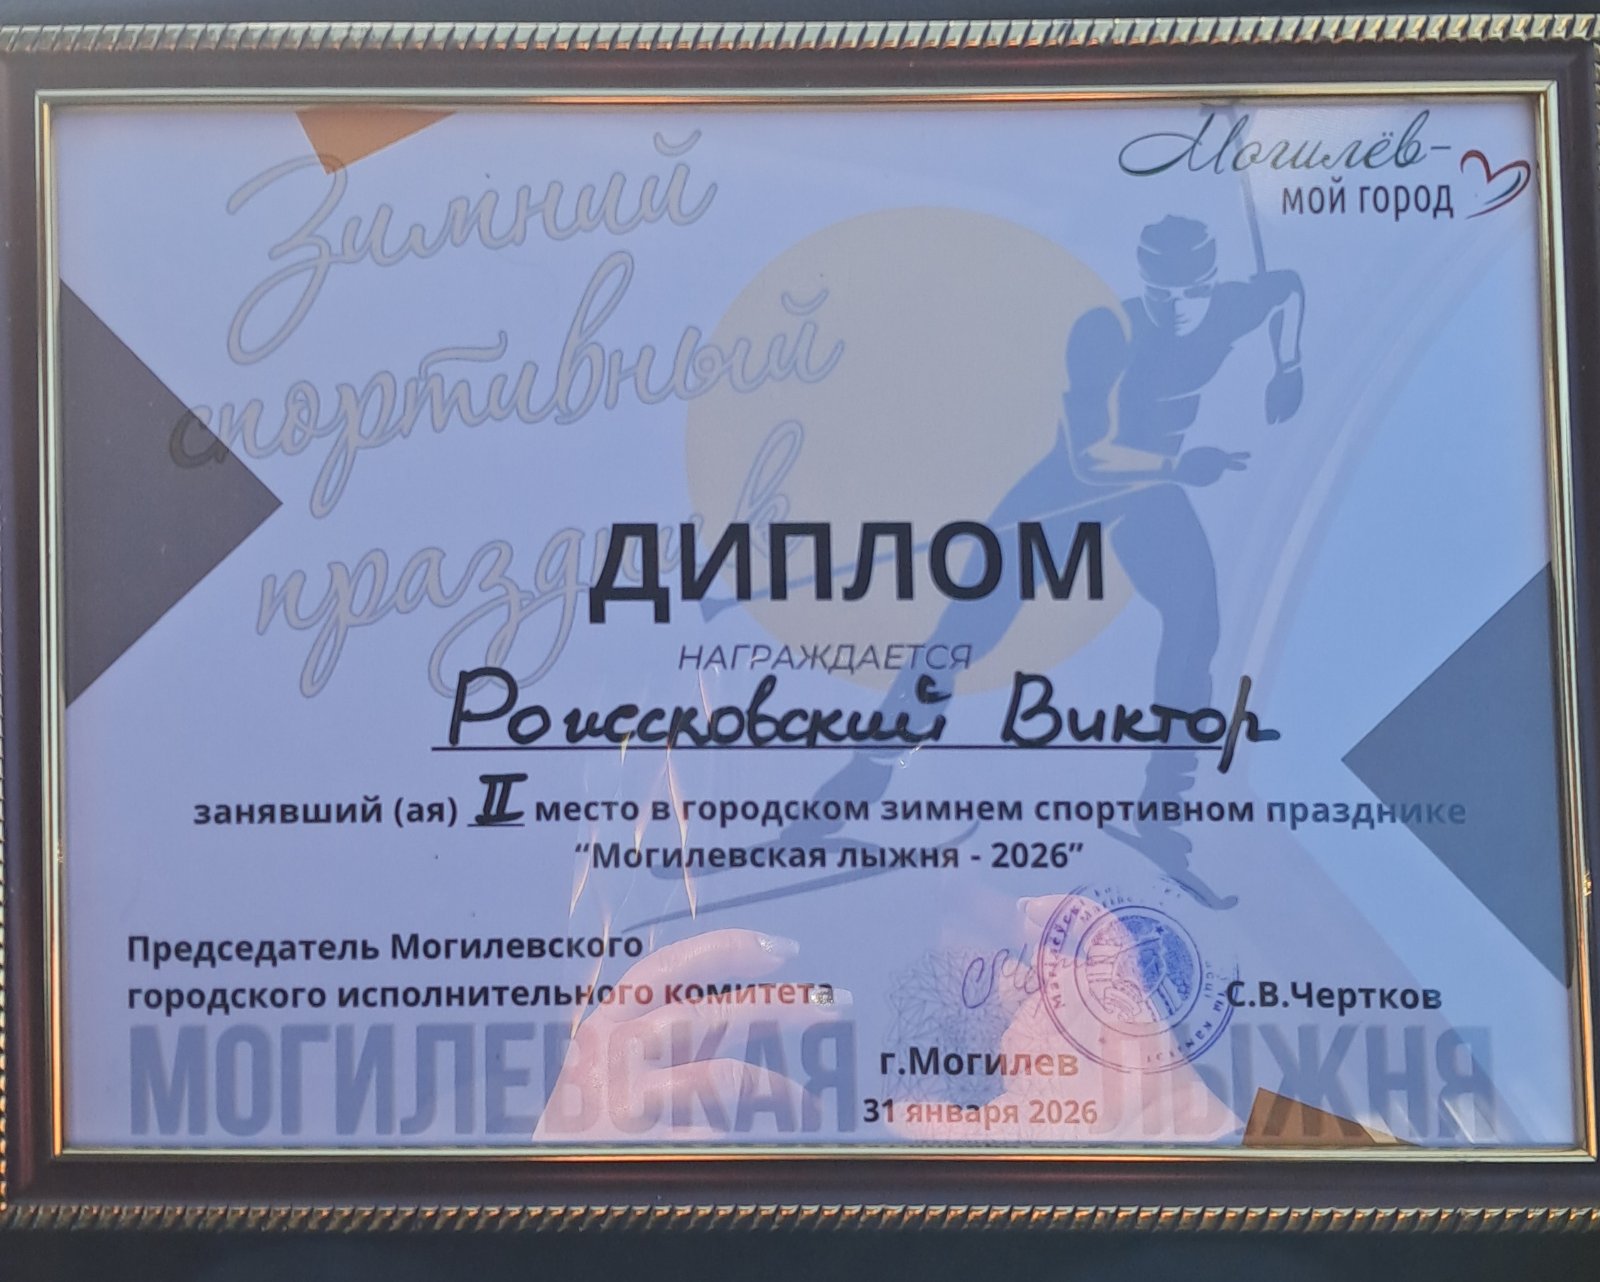 Могилёв-
мой город
Зимний
спортивный
праздник
ДИПЛОМ
НАГРАЖДАЕТСЯ
Роиссковский Виктор
занявший (ая) II место в городском зимнем спортивном празднике
“Могилевская лыжня - 2026”
Председатель Могилевского
городского исполнительного комитета
С.В.Чертков
МОГИЛЕВСКАЯ ЛЫЖНЯ
г.Могилев
31 января 2026